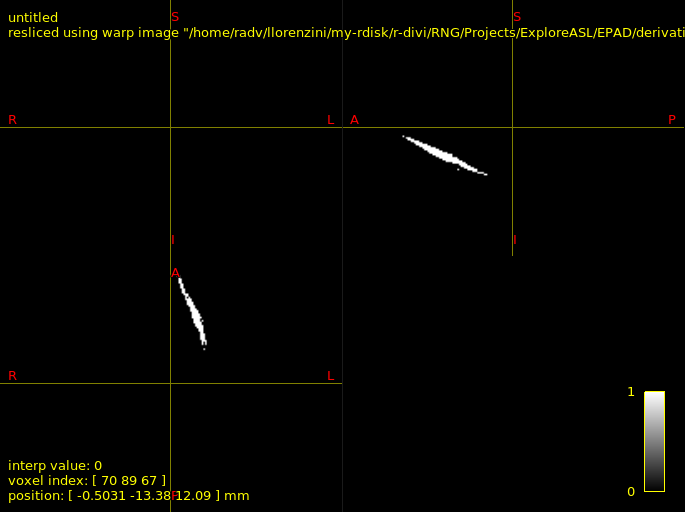 untitled
resliced using warp image "/home/radv/llorenzini/my-rdisk/r-divi/RNG/Projects/ExploreASL/EPAD/derivati
S
S
R
L
A
P
I
I
A
R
L
1
0
interp value: 0
voxel index: [ 70 89 67 ]
position: [ -0.5031 -13.38 12.09 ] mm